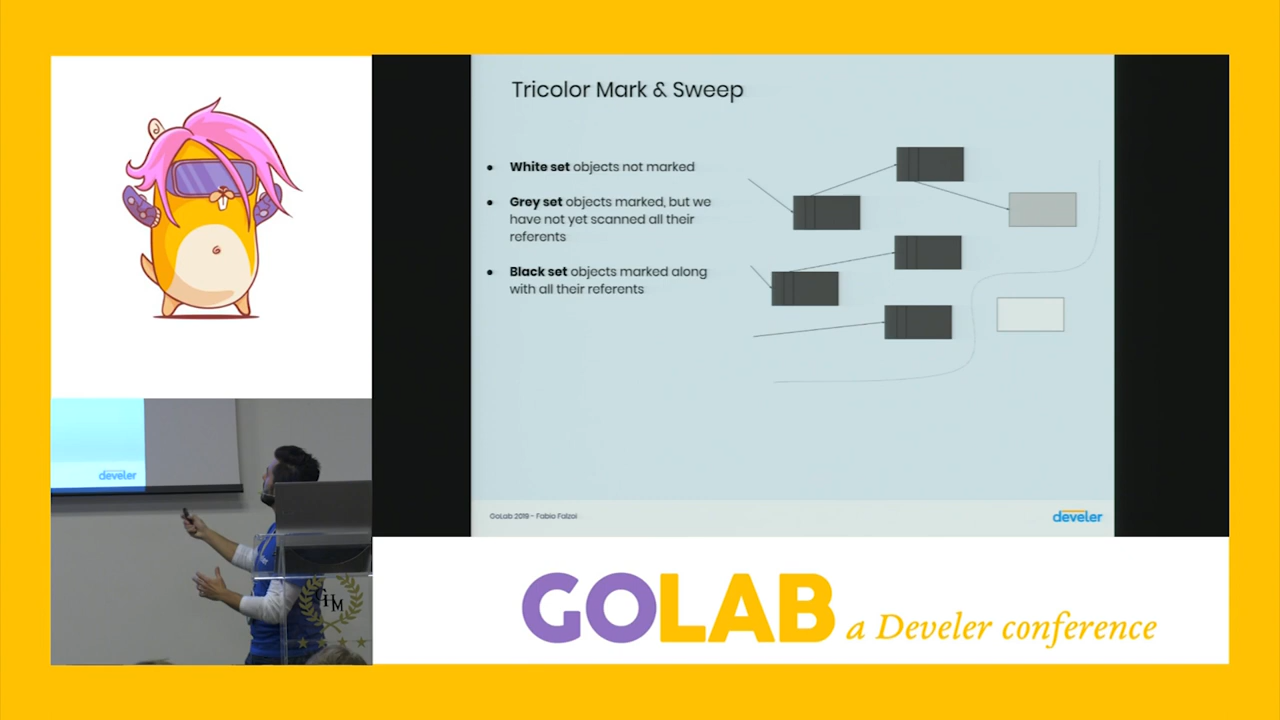 Tricolor Mark & Sweep
● White set objects not marked
● Grey set objects marked, but we
have not yet scanned all their
referents
● Black set objects marked along
with all their referents
GoLab 2019 - Fabio Falzoi
develer
develer
GHM
GOLAB a Develer conference